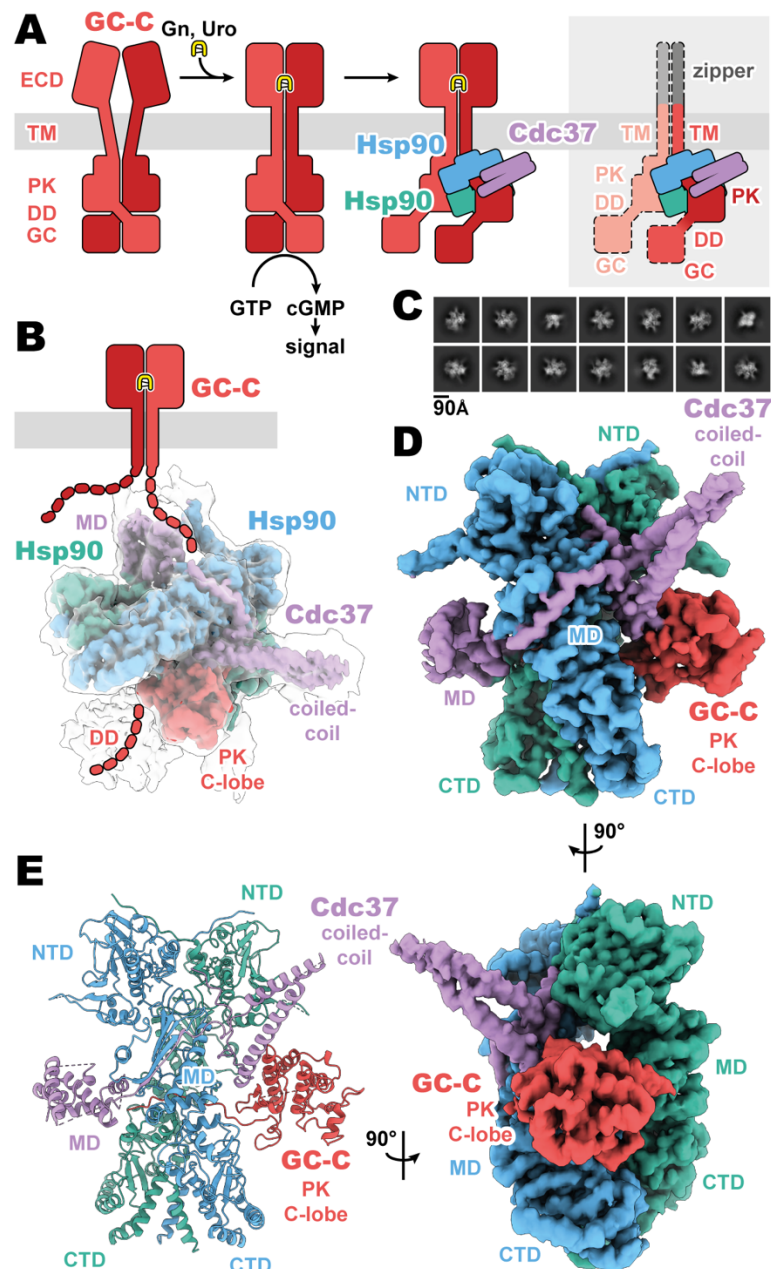 A
GC-C
Gn, Uro
ECD
TM
PK
DD
GC
GTP
cGMP
signal
Hsp90
Hsp90
Cdc37
zipper
TM
TM
PK
DD
PK
DD
GC
GC
B
GC-C
MD
Hsp90
Hsp90
Cdc37
coiled-
coil
DD
PK
C-lobe
C
90Å
D
Cdc37
coiled-
coil
NTD
NTD
MD
MD
GC-C
PK
C-lobe
CTD
CTD
90°
E
NTD
NTD
Cdc37
coiled-
coil
MD
MD
GC-C
PK
C-lobe
CTD
CTD
90°
NTD
MD
GC-C
PK
C-lobe
MD
CTD
CTD